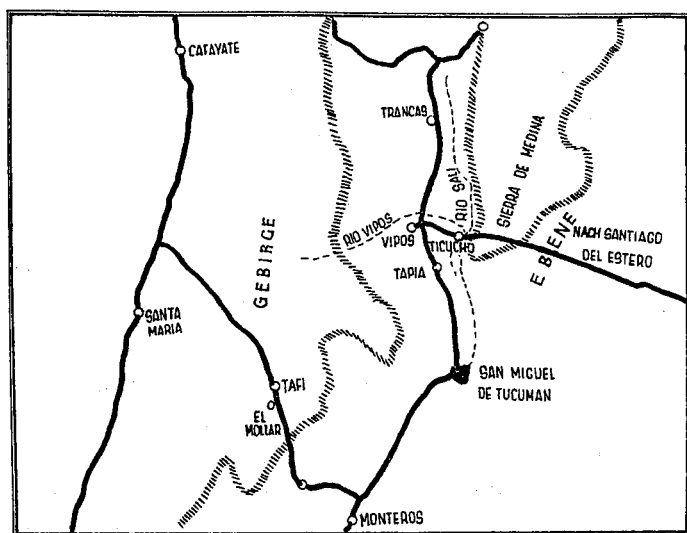 CAFAYATE
TRANCAS
RIO SALI
SIERRA DE MEDINA
RIO VIPOS
VIPOS
TICUCHO
EBIENE
NACH SANTIAGO
DEL ESTERO
GEBIRGE
TAPIA
SANTA
MARIA
TAFI
EL
MOLLAR
SAN MIGUEL
DE TUCUMAN
MONTEROS